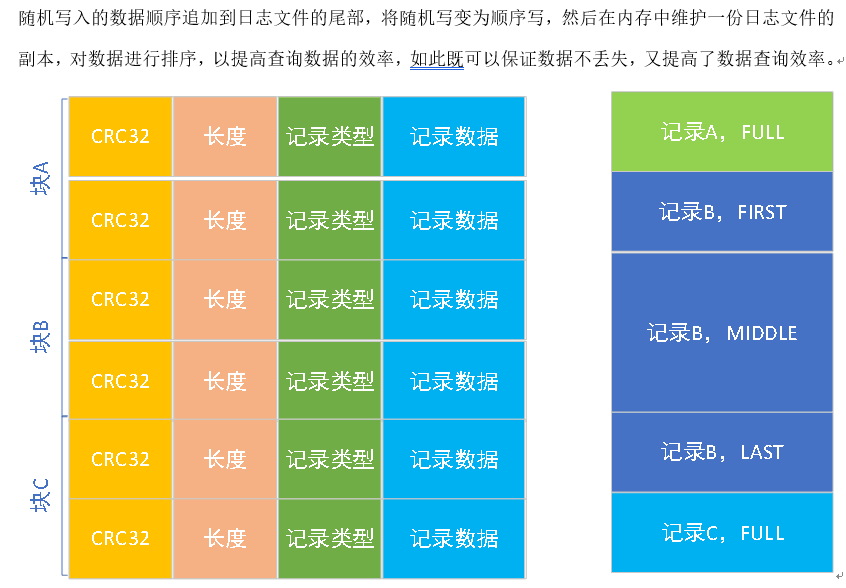 随机写入的数据顺序追加到日志文件的尾部，将随机写变为顺序写，然后在内存中维护一份日志文件的
副本，对数据进行排序，以提高查询数据的效率，如此既可以保证数据不丢失，又提高了数据查询效率。
块A
CRC32 长度 记录类型 记录数据
CRC32 长度 记录类型 记录数据
块B
CRC32 长度 记录类型 记录数据
CRC32 长度 记录类型 记录数据
块C
CRC32 长度 记录类型 记录数据
CRC32 长度 记录类型 记录数据
记录A，FULL
记录B，FIRST
记录B，MIDDLE
记录B，LAST
记录C，FULL